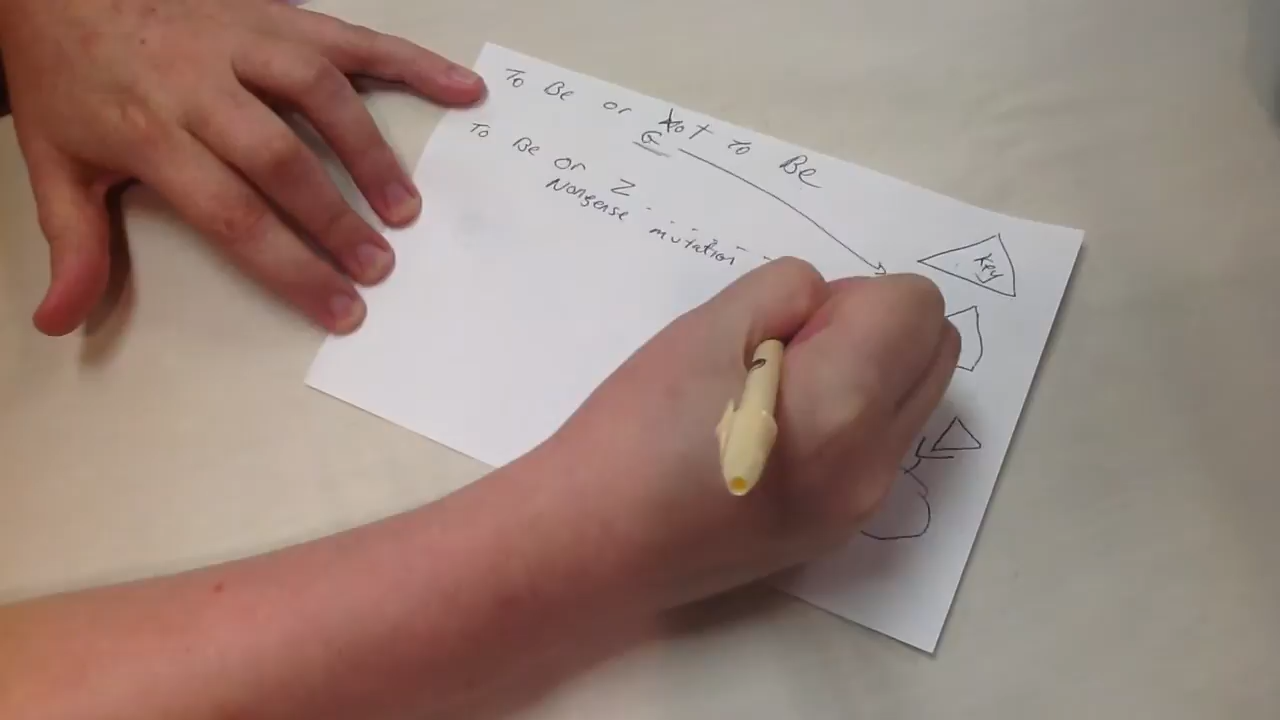 To Be or Not to Be
G
To Be or Z
Nonsense mutation
Key